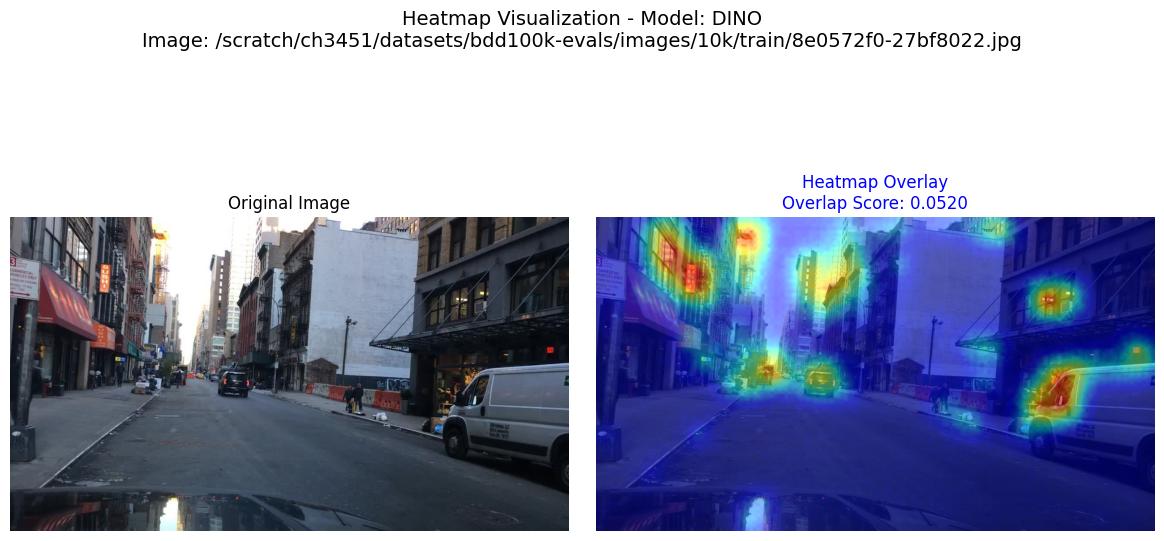 Heatmap Visualization - Model: DINO
Image: /scratch/ch3451/datasets/bdd100k-evals/images/10k/train/8e0572f0-27bf8022.jpg
Original Image
Heatmap Overlay
Overlap Score: 0.0520
SUSHI